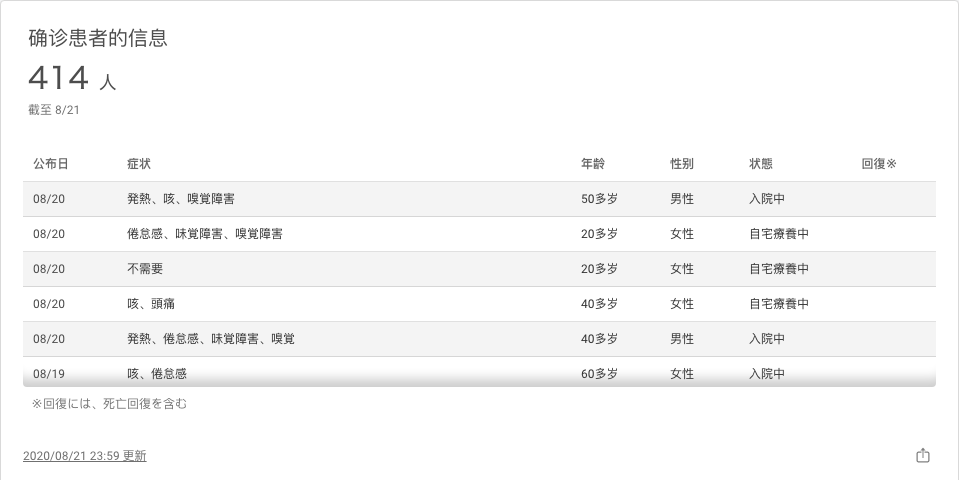 确诊患者的信息
414 人
截至 8/21
公布日 症状 年龄 性别 状態 回復※
08/20 発熱、咳、嗅覚障害 50多岁 男性 入院中
08/20 倦怠感、味覚障害、嗅覚障害 20多岁 女性 自宅療養中
08/20 不需要 20多岁 女性 自宅療養中
08/20 咳、頭痛 40多岁 女性 自宅療養中
08/20 発熱、倦怠感、味覚障害、嗅覚 40多岁 男性 入院中
08/19 咳、倦怠感 60多岁 女性 入院中
※回復には、死亡回復を含む
2020/08/21 23:59 更新